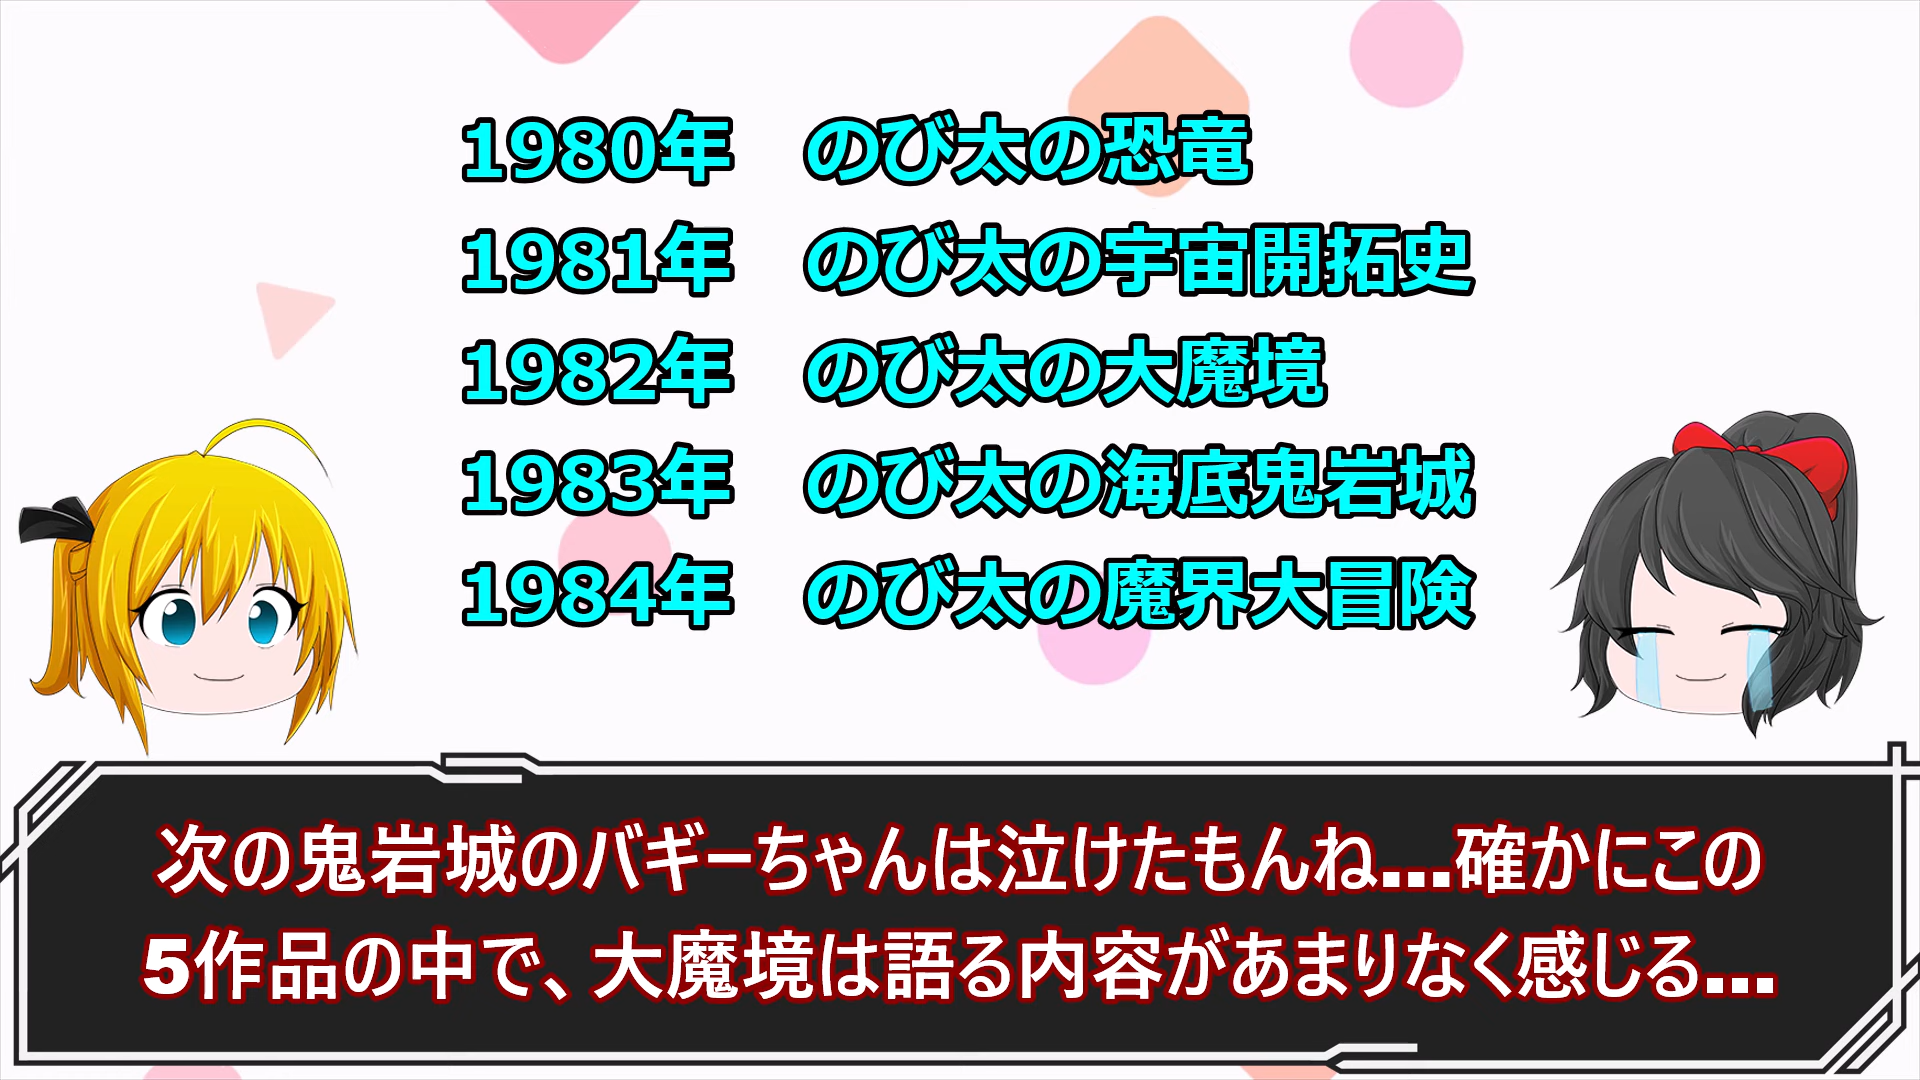 1980年　のび太の恐竜
1981年　のび太の宇宙開拓史
1982年　のび太の大魔境
1983年　のび太の海底鬼岩城
1984年　のび太の魔界大冒険
次の鬼岩城のバギーちゃんは泣けたもんね...確かにこの
5作品の中で、大魔境は語る内容があまりなく感じる...